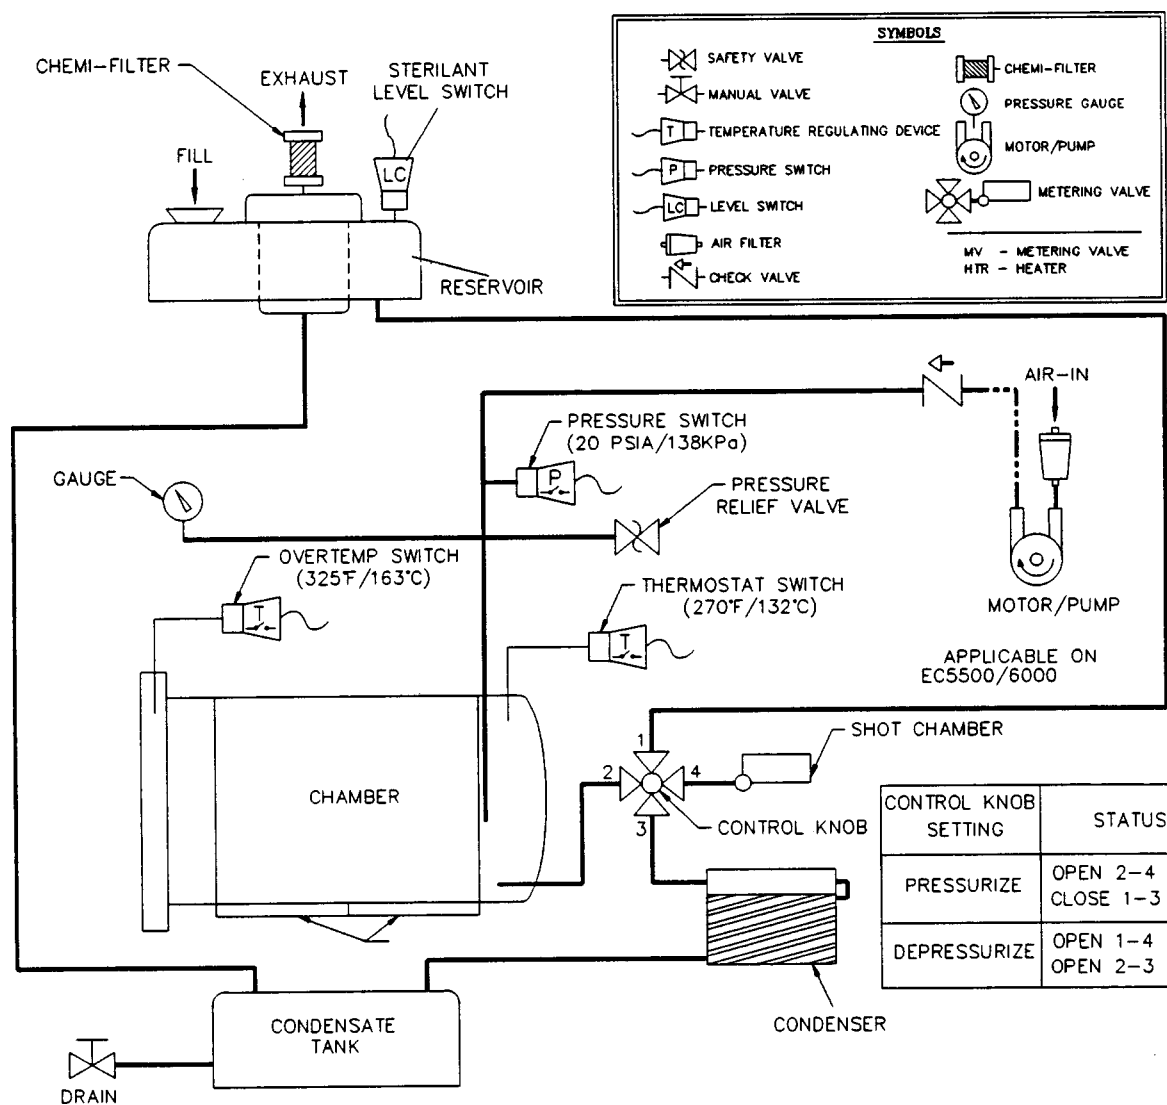 SYMBOLS
SAFETY VALVE
MANUAL VALVE
T
TEMPERATURE REGULATING DEVICE
P
PRESSURE SWITCH
LC
LEVEL SWITCH
AIR FILTER
CHECK VALVE
CHEMI-FILTER
PRESSURE GAUGE
MOTOR/PUMP
METERING VALVE
MV - METERING VALVE
HTR - HEATER
CHEMI-FILTER
EXHAUST
STERILANT
LEVEL SWITCH
FILL
LC
RESERVOIR
AIR-IN
PRESSURE SWITCH
(20 PSIA/138KPa)
P
GAUGE
PRESSURE
RELIEF VALVE
OVERTEMP SWITCH
(325°F/163°C)
T
THERMOSTAT SWITCH
(270°F/132°C)
T
MOTOR/PUMP
APPLICABLE ON
EC5500/6000
SHOT CHAMBER
1
2
4
3
CHAMBER
CONTROL KNOB
CONTROL KNOB SETTING STATUS
PRESSURIZE OPEN 2-4
CLOSE 1-3
DEPRESSURIZE OPEN 1-4
OPEN 2-3
CONDENSER
CONDENSATE
TANK
DRAIN